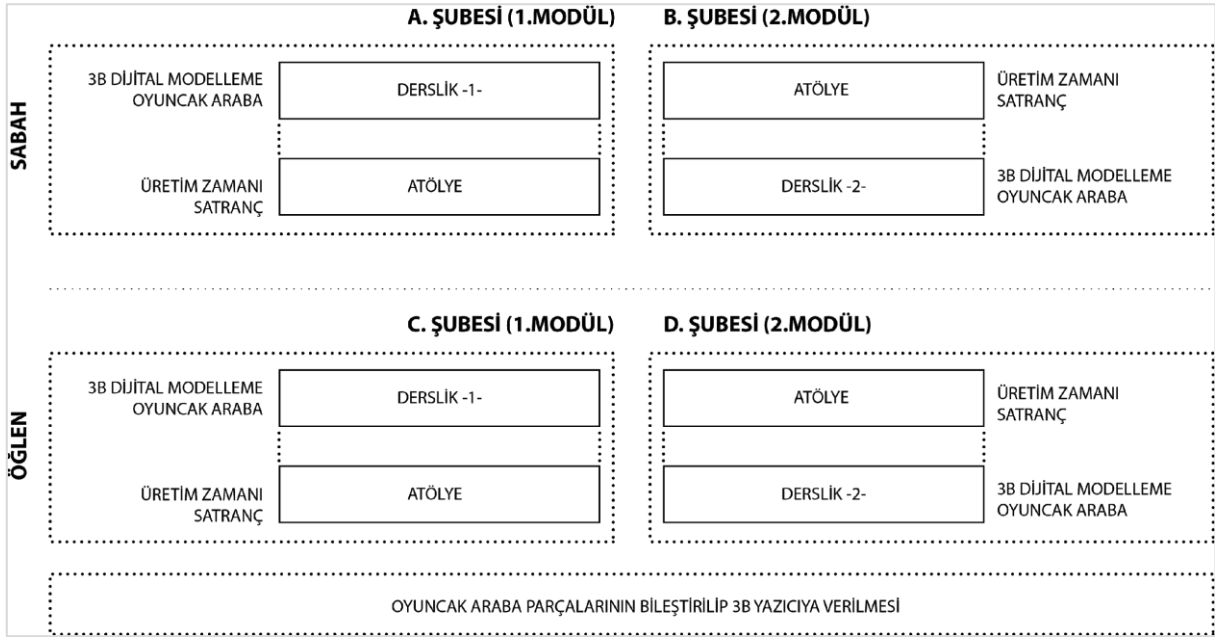 A. ŞUBESİ (1.MODÜL)
B. ŞUBESİ (2.MODÜL)
SABAH
3B DİJİTAL MODELLEME
OYUNCAK ARABA
DERSLİK -1-
ATÖLYE
ÜRETİM ZAMANI
SATRANÇ
ÜRETİM ZAMANI
SATRANÇ
ATÖLYE
DERSLİK -2-
3B DİJİTAL MODELLEME
OYUNCAK ARABA
C. ŞUBESİ (1.MODÜL)
D. ŞUBESİ (2.MODÜL)
ÖĞLEN
3B DİJİTAL MODELLEME
OYUNCAK ARABA
DERSLİK -1-
ATÖLYE
ÜRETİM ZAMANI
SATRANÇ
ÜRETİM ZAMANI
SATRANÇ
ATÖLYE
DERSLİK -2-
3B DİJİTAL MODELLEME
OYUNCAK ARABA
OYUNCAK ARABA PARÇALARININ BİLEŞTİRİLİP 3B YAZICIYA VERİLMESİ